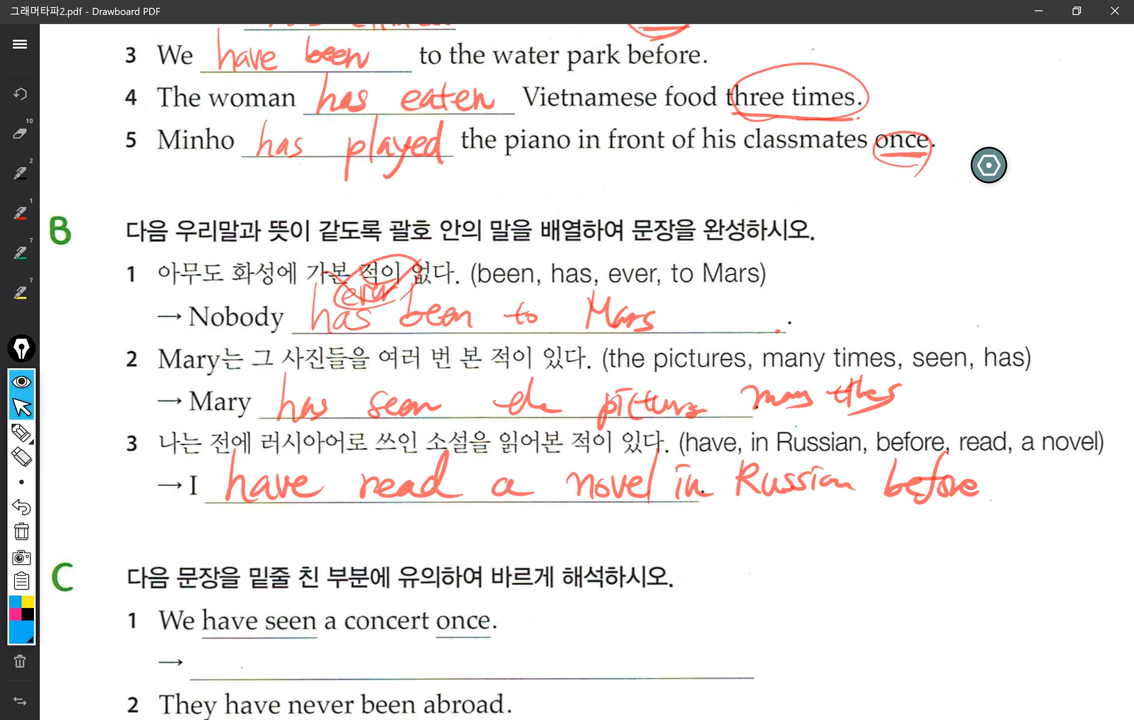 그래머타파2.pdf - Drawboard PDF
3 We have been to the water park before.
4 The woman has eaten Vietnamese food three times.
5 Minho has played the piano in front of his classmates once.
B 다음 우리말과 뜻이 같도록 괄호 안의 말을 배열하여 문장을 완성하시오.
1 아무도 화성에 가본 적이 없다. (been, has, ever, to Mars)
ever
→ Nobody has been to Mars.
2 Mary는 그 사진들을 여러 번 본 적이 있다. (the pictures, many times, seen, has)
→ Mary has seen the pictures many times.
3 나는 전에 러시아어로 쓰인 소설을 읽어본 적이 있다. (have, in Russian, before, read, a novel)
→ I have read a novel in Russian before.
C 다음 문장을 밑줄 친 부분에 유의하여 바르게 해석하시오.
1 We have seen a concert once.
→
2 They have never been abroad.
10
2
1
7
7